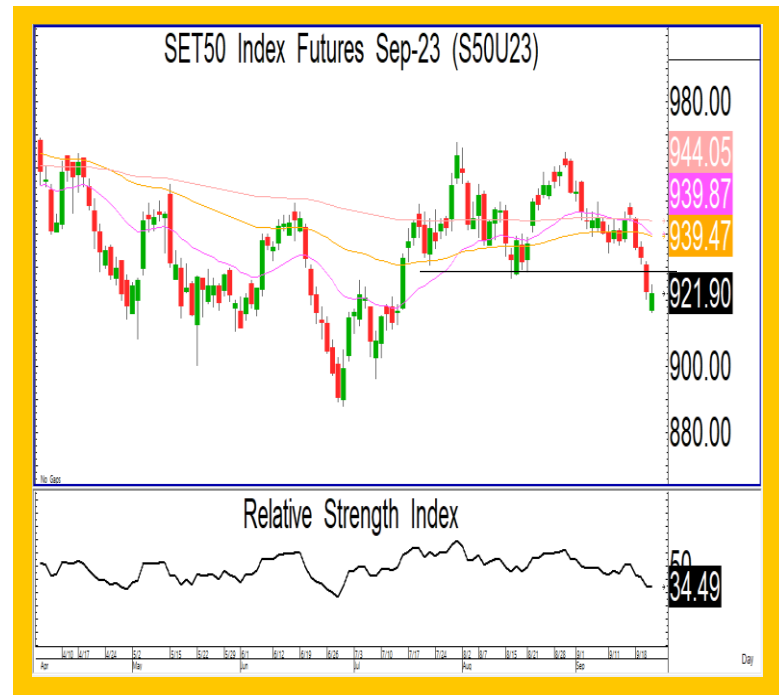 SET50 Index Futures Sep-23 (S50U23)
980.00
944.05
939.87
939.47
921.90
900.00
880.00
No Gaps
Relative Strength Index
50
34.49
4/10 4/17 4/24 5/2 5/15 5/22 5/29 6/1 6/12 6/19 6/26 7/3 7/10 7/17 7/24 8/2 8/7 8/15 8/21 8/28 9/1 9/11 9/18
Apr May Jun Jul Aug Sep Day